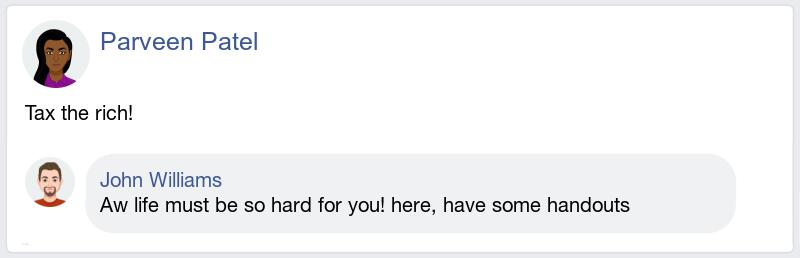 Parveen Patel
Tax the rich!
John Williams
Aw life must be so hard for you! here, have some handouts